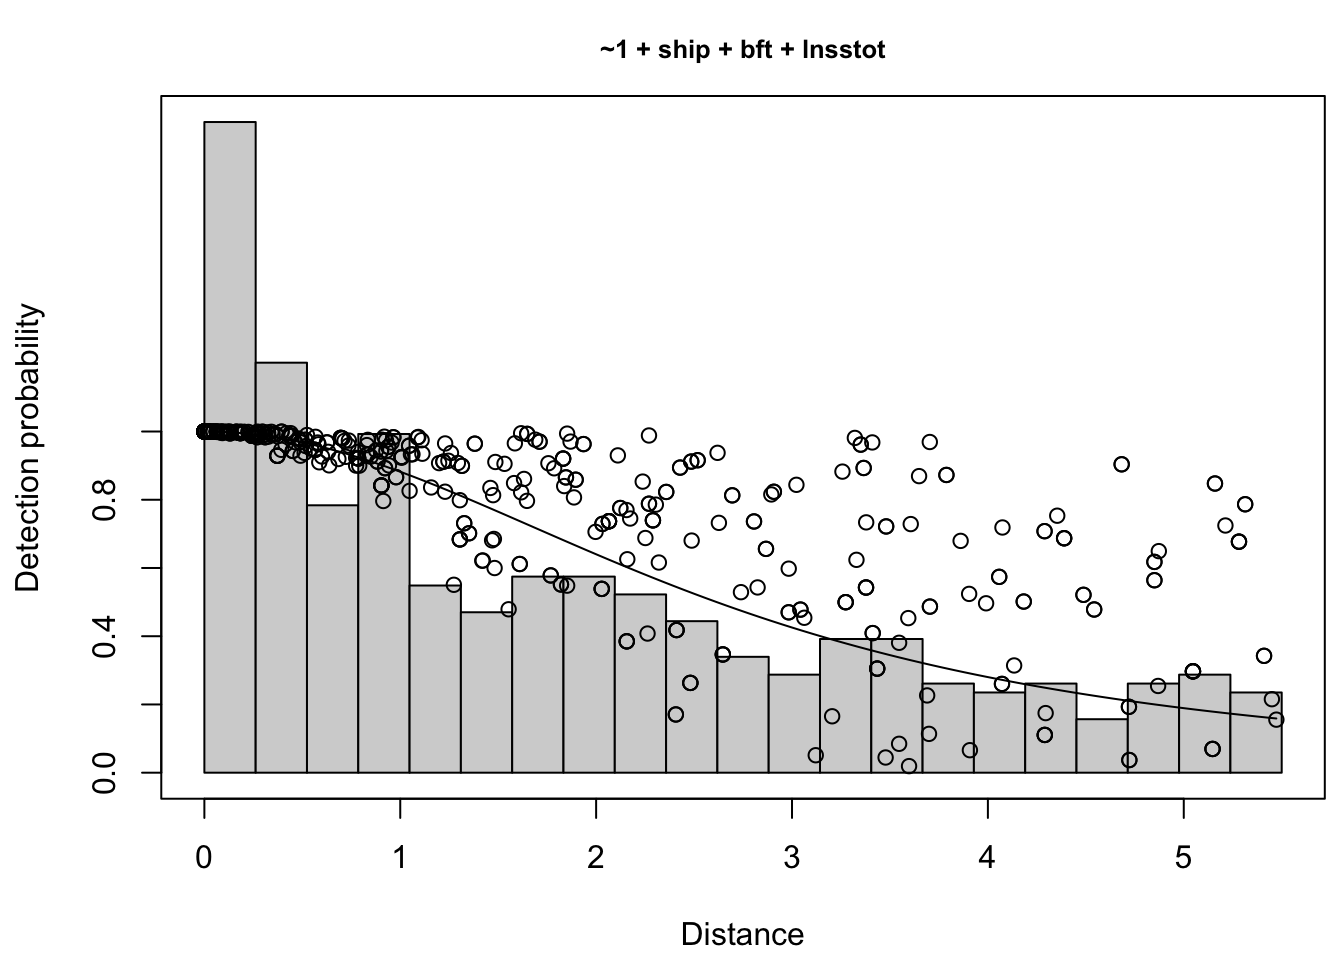 ~1 + ship + bft + lnsstot
Detection probability
0.8
0.4
0.0
0 1 2 3 4 5
Distance